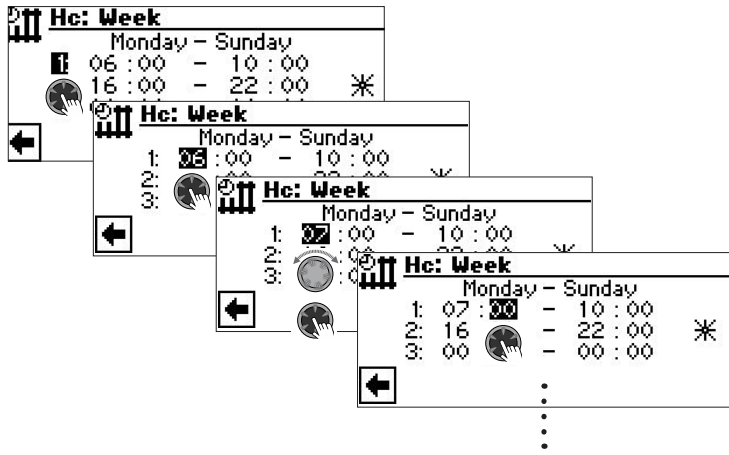 Hc: Week
Monday – Sunday
1: 06 : 00 – 10 : 00
16 : 00 – 22 : 00
Hc: Week
Monday – Sunday
1: 06 : 00 – 10 : 00
2:
3:
Hc: Week
Monday – Sunday
1: 07 : 00 – 10 : 00
2:
3:
Hc: Week
Monday – Sunday
1: 07 : 00 – 10 : 00
2: 16 – 22 : 00
3: 00 – 00 : 00